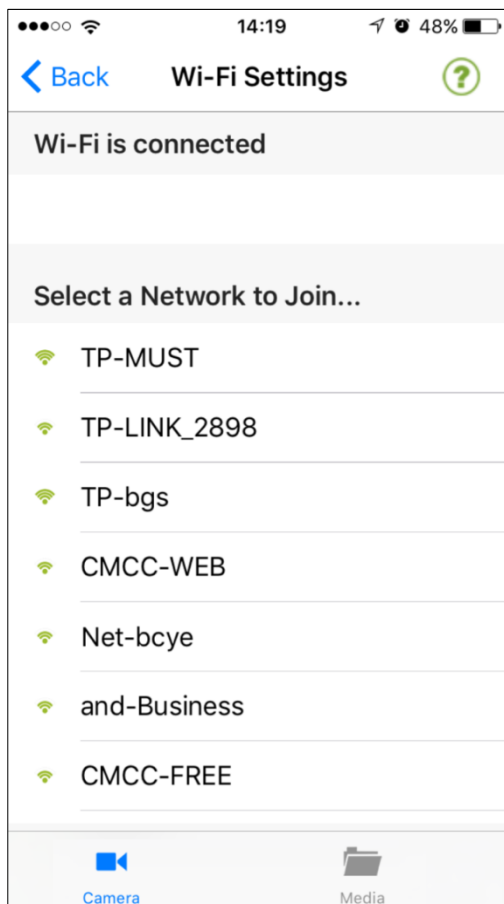 14:19 48%
Back Wi-Fi Settings ?
Wi-Fi is connected
Select a Network to Join...
TP-MUST
TP-LINK_2898
TP-bgs
CMCC-WEB
Net-bcye
and-Business
CMCC-FREE
Camera Media